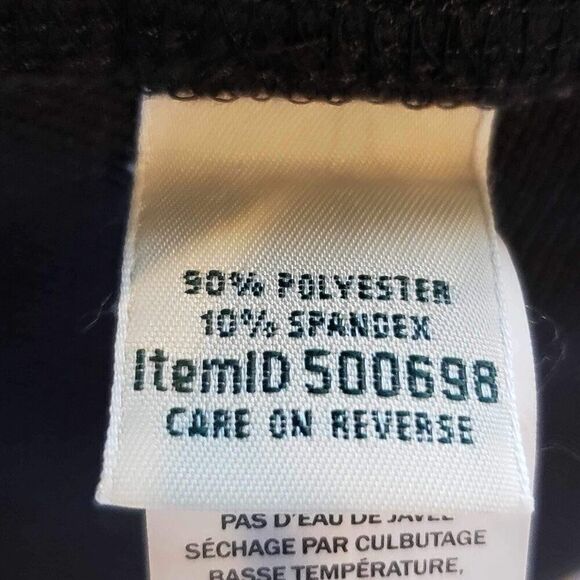 90% POLYESTER
10% SPANDEX
ItemID 500698
CARE ON REVERSE
PAS D'EAU DE JAVEL
SÉCHAGE PAR CULBUTAGE
BASSE TEMPÉRATURE,